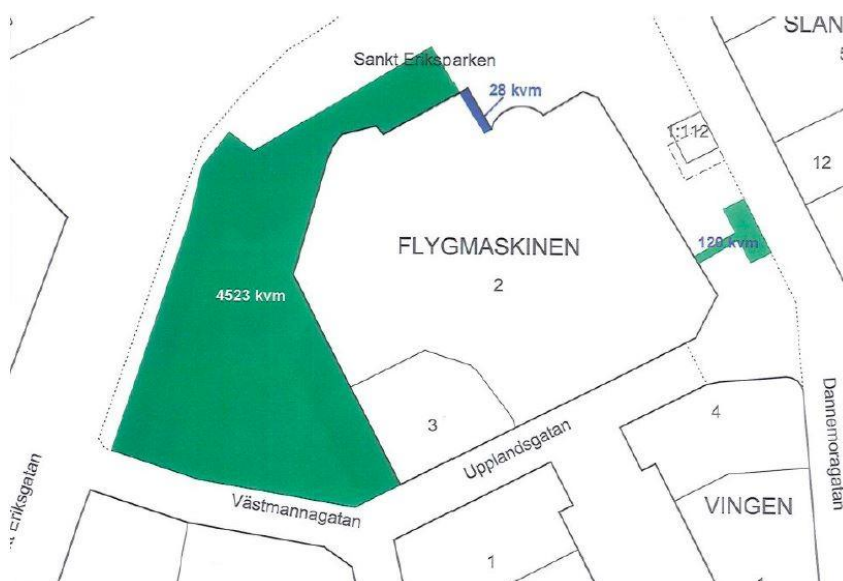 SLAN
Sankt Eriksparken
28 kvm
1:112
12
129 kvm
FLYGMASKINEN
2
4523 kvm
3
4
Upplandsgatan
Dannemoragatan
Västmannagatan
Eriksgatan
VINGEN
1